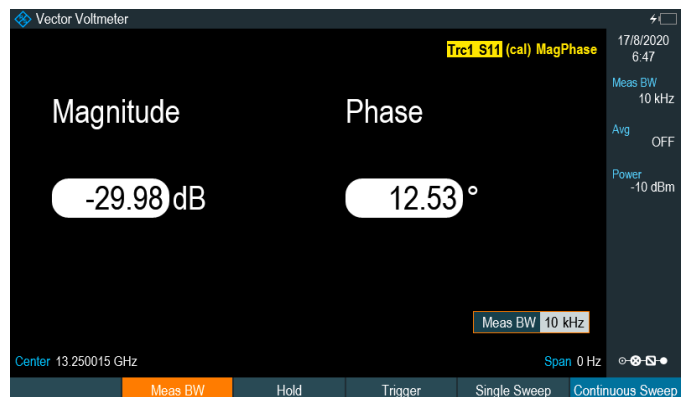 Vector Voltmeter
17/8/2020
6:47
Trc1 S11 (cal) MagPhase
Meas BW
10 kHz
Avg
OFF
Power
-10 dBm
Magnitude Phase
-29.98 dB 12.53 °
Meas BW 10 kHz
Center 13.250015 GHz Span 0 Hz
Meas BW Hold Trigger Single Sweep Continuous Sweep